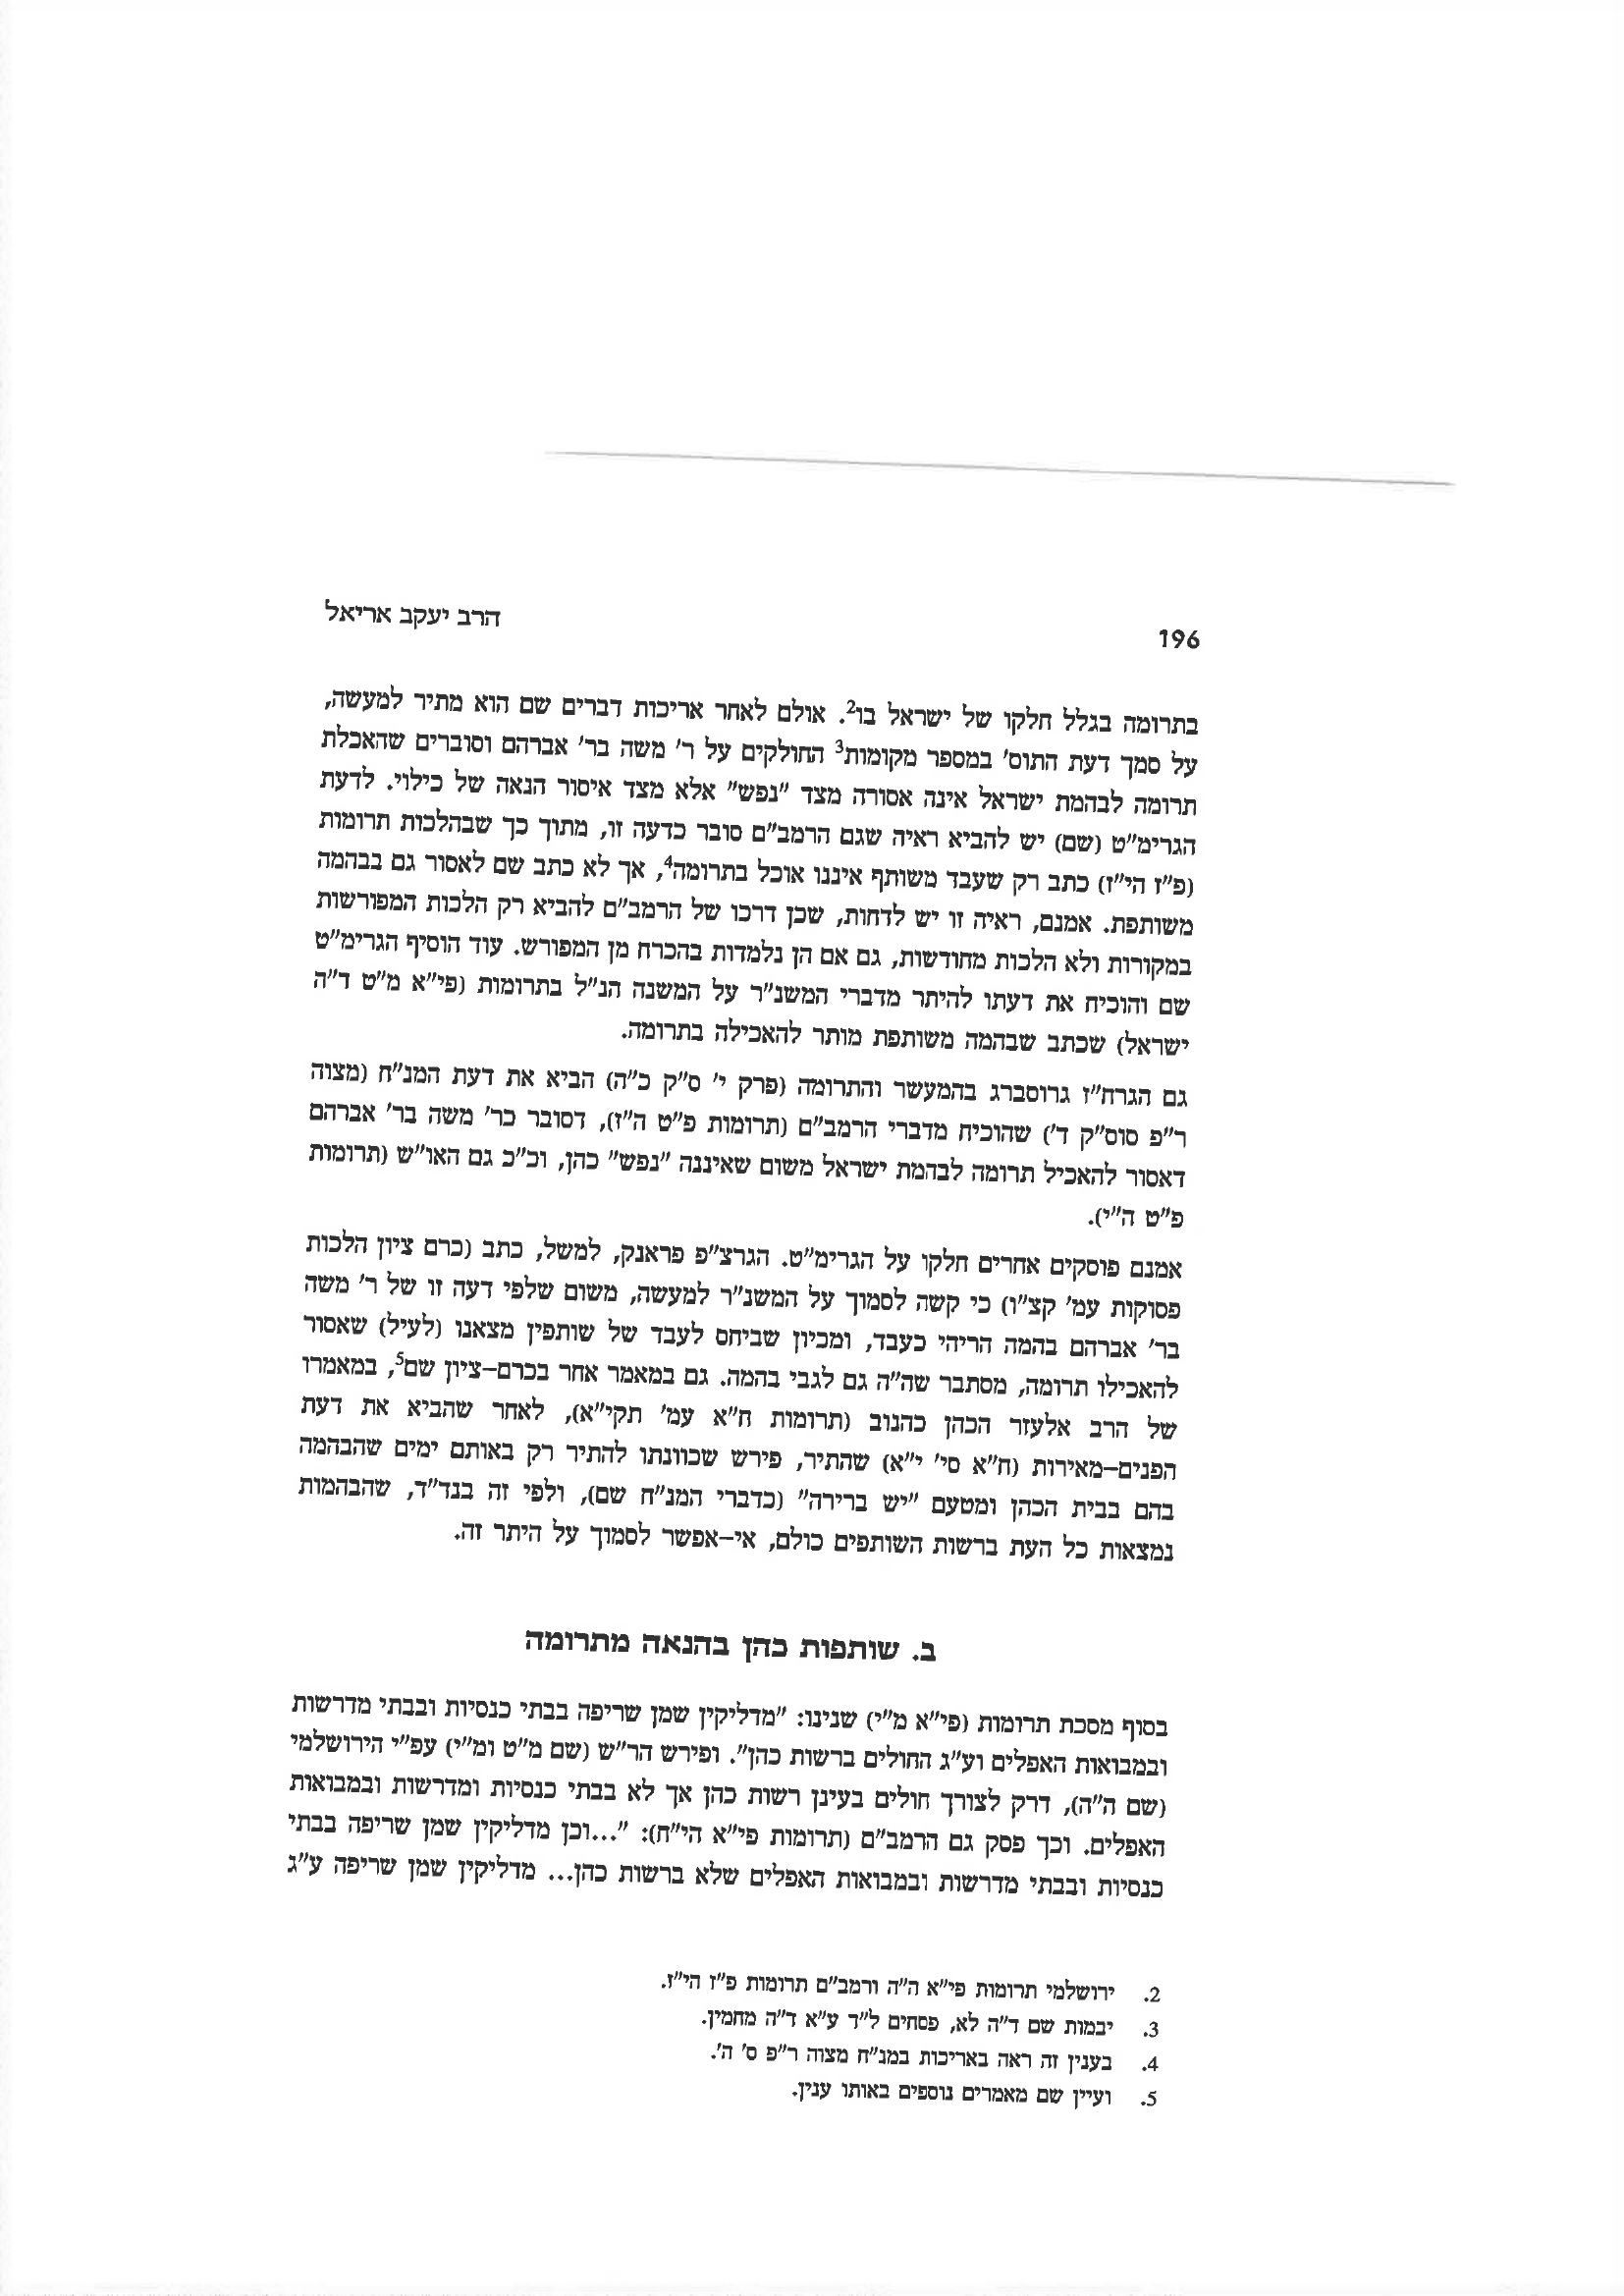 196
הרב יעקב אריאל
בתרומה בגלל חלקו של ישראל בו2. אולם לאחר אריכות דברים שם הוא מתיר למעשה,
על סמך דעת התוס' במספר מקומות3 החולקים על ר' משה בר' אברהם וסוברים שהאכלת
תרומה לבהמת ישראל אינה אסורה מצד "נפש" אלא מצד איסור הנאה של כילוי. לדעת
הגרימ"ט (שם) יש להביא ראיה שגם הרמב"ם סובר כדעה זו, מתוך כך שבהלכות תרומות
(פ"ז הי"ז) כתב רק שעבד משותף איננו אוכל בתרומה4, אך לא כתב שם לאסור גם בבהמה
משותפת. אמנם, ראיה זו יש לדחות, שכן דרכו של הרמב"ם להביא רק הלכות המפורשות
במקורות ולא הלכות מחודשות, גם אם הן נלמדות בהכרח מן המפורש. עוד הוסיף הגרימ"ט
שם והוכיח את דעתו להיתר מדברי המשנ"ר על המשנה הנ"ל בתרומות (פי"א מ"ט ד"ה
ישראל) שכתב שבהמה משותפת מותר להאכילה בתרומה.
גם הגרח"ז גרוסברג בהמעשר והתרומה (פרק י' ס"ק כ"ה) הביא את דעת המנ"ח (מצוה
ר"פ סוס"ק ד') שהוכיח מדברי הרמב"ם (תרומות פ"ט ה"ז), דסובר כר' משה בר' אברהם
דאסור להאכיל תרומה לבהמת ישראל משום שאיננה "נפש" כהן, וכ"כ גם האו"ש (תרומות
פ"ט ה"י).
אמנם פוסקים אחרים חלקו על הגרימ"ט. הגרצ"פ פראנק, למשל, כתב (כרם ציון הלכות
פסוקות עמ' קצ"ו) כי קשה לסמוך על המשנ"ר למעשה, משום שלפי דעה זו של ר' משה
בר' אברהם בהמה הריהי כעבד, ומכיון שביחס לעבד של שותפין מצאנו (לעיל) שאסור
להאכילו תרומה, מסתבר שה"ה גם לגבי בהמה. גם במאמר אחר בכרם–ציון שם5, במאמרו
של הרב אלעזר הכהן כהנוב (תרומות ח"א עמ' תקי"א), לאחר שהביא את דעת
הפנים–מאירות (ח"א סי' י"א) שהתיר, פירש שכוונתו להתיר רק באותם ימים שהבהמה
בהם בבית הכהן ומטעם "יש ברירה" (כדברי המנ"ח שם), ולפי זה בנד"ד, שהבהמות
נמצאות כל העת ברשות השותפים כולם, אי–אפשר לסמוך על היתר זה.
ב. שותפות כהן בהנאה מתרומה
בסוף מסכת תרומות (פי"א מ"י) שנינו: "מדליקין שמן שריפה בבתי כנסיות ובבתי מדרשות
ובמבואות האפלים וע"ג החולים ברשות כהן". ופירש הר"ש (שם מ"ט ומ"י) עפ"י הירושלמי
(שם ה"ה), דרק לצורך חולים בעינן רשות כהן אך לא בבתי כנסיות ומדרשות ובמבואות
האפלים. וכך פסק גם הרמב"ם (תרומות פי"א הי"ח): "...וכן מדליקין שמן שריפה בבתי
כנסיות ובבתי מדרשות ובמבואות האפלים שלא ברשות כהן... מדליקין שמן שריפה ע"ג
2. ירושלמי תרומות פי"א ה"ה ורמב"ם תרומות פ"ז הי"ז.
3. יבמות שם ד"ה לא, פסחים ל"ד ע"א ד"ה מחמין.
4. בענין זה ראה באריכות במנ"ח מצוה ר"פ ס' ה'.
5. ועיין שם מאמרים נוספים באותו ענין.